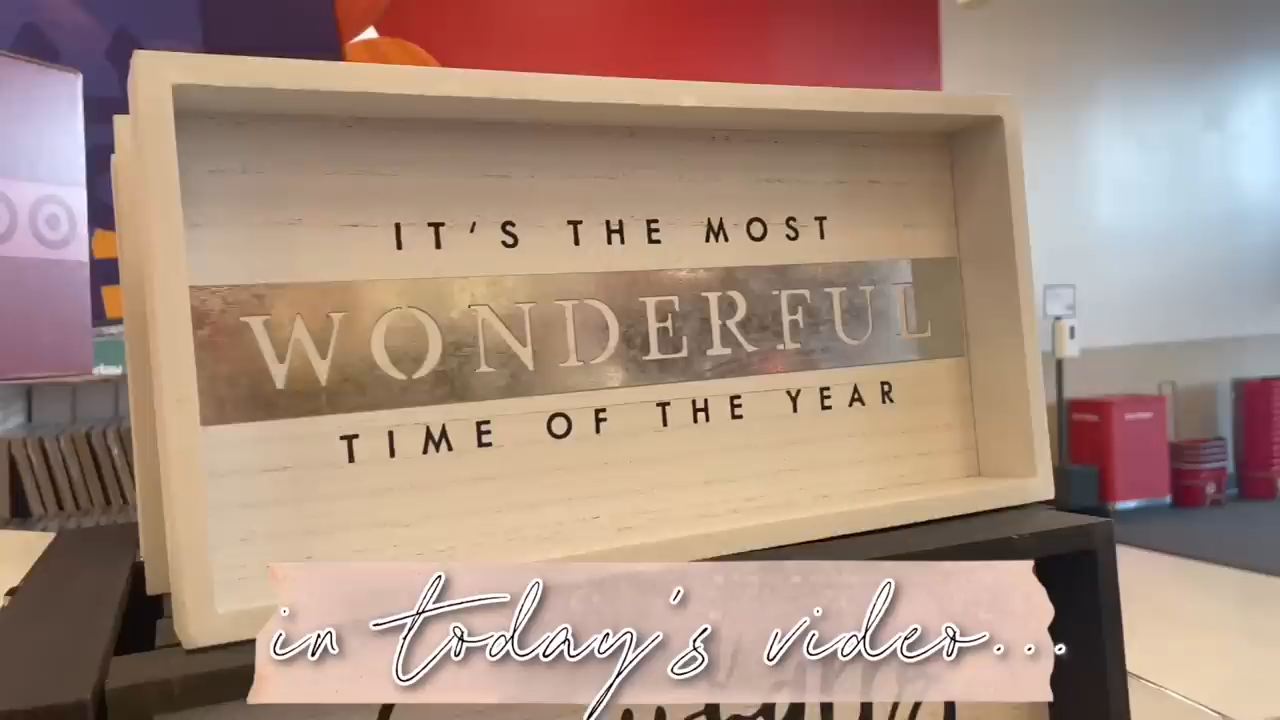 IT'S THE MOST
WONDERFUL
TIME OF THE YEAR
in today's video...